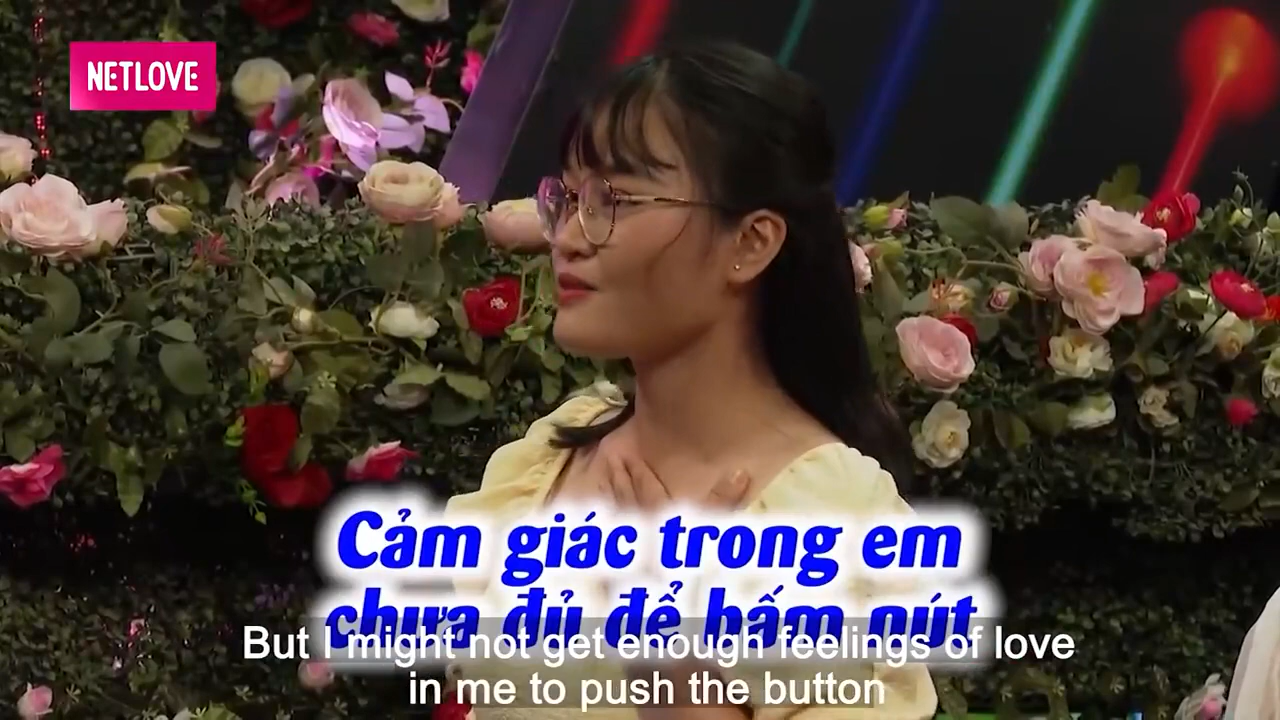 NETLOVE
Cảm giác trong em
chưa đủ để bấm nút
But I might not get enough feelings of love
in me to push the button